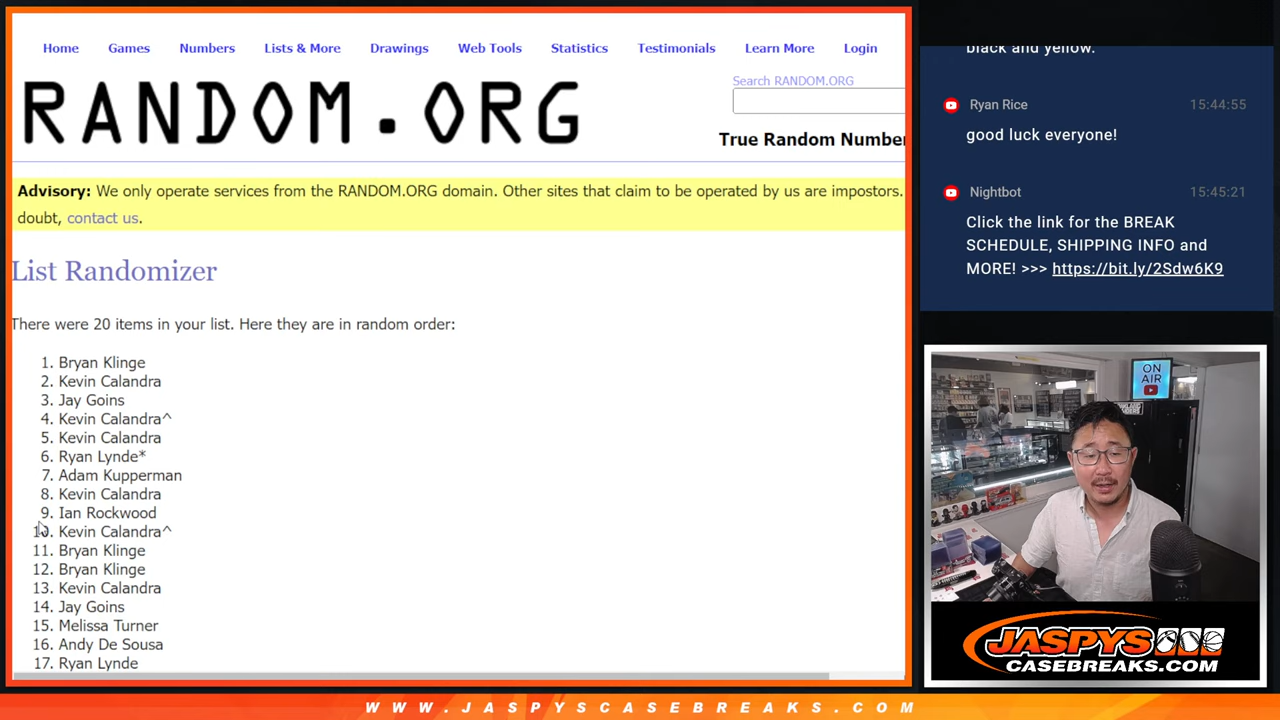 Home Games Numbers Lists & More Drawings Web Tools Statistics Testimonials Learn More Login
RANDOM.ORG
Search RANDOM.ORG
True Random Number
Advisory: We only operate services from the RANDOM.ORG domain. Other sites that claim to be operated by us are impostors.
doubt, contact us.
List Randomizer
There were 20 items in your list. Here they are in random order:
1. Bryan Klinge
2. Kevin Calandra
3. Jay Goins
4. Kevin Calandra^
5. Kevin Calandra
6. Ryan Lynde*
7. Adam Kupperman
8. Kevin Calandra
9. Ian Rockwood
10. Kevin Calandra^
11. Bryan Klinge
12. Bryan Klinge
13. Kevin Calandra
14. Jay Goins
15. Melissa Turner
16. Andy De Sousa
17. Ryan Lynde
black and yellow.
Ryan Rice 15:44:55
good luck everyone!
Nightbot 15:45:21
Click the link for the BREAK
SCHEDULE, SHIPPING INFO and
MORE! >>> https://bit.ly/2Sdw6K9
ON
AIR
JASPYS
CASEBREAKS.COM
WWW.JASPYSCASEBREAKS.COM